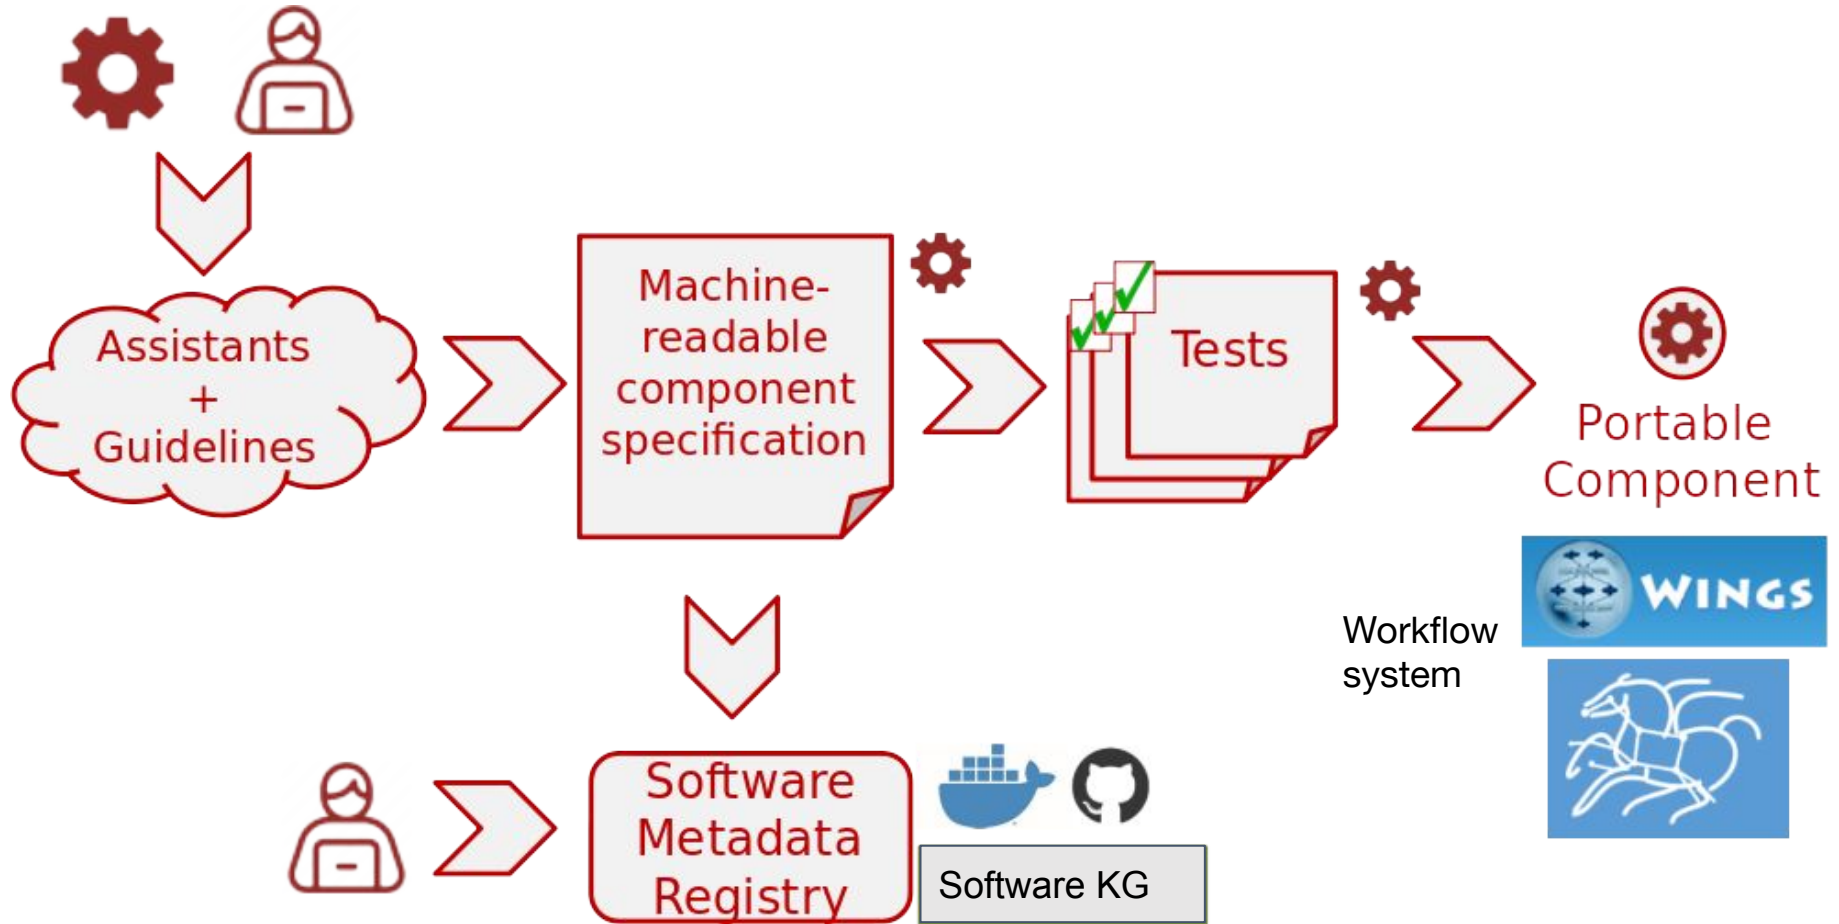 Assistants
+
Guidelines
Machine-
readable
component
specification
Tests
Portable
Component
WINGS
Workflow
system
Software
Metadata
Registry
Software KG